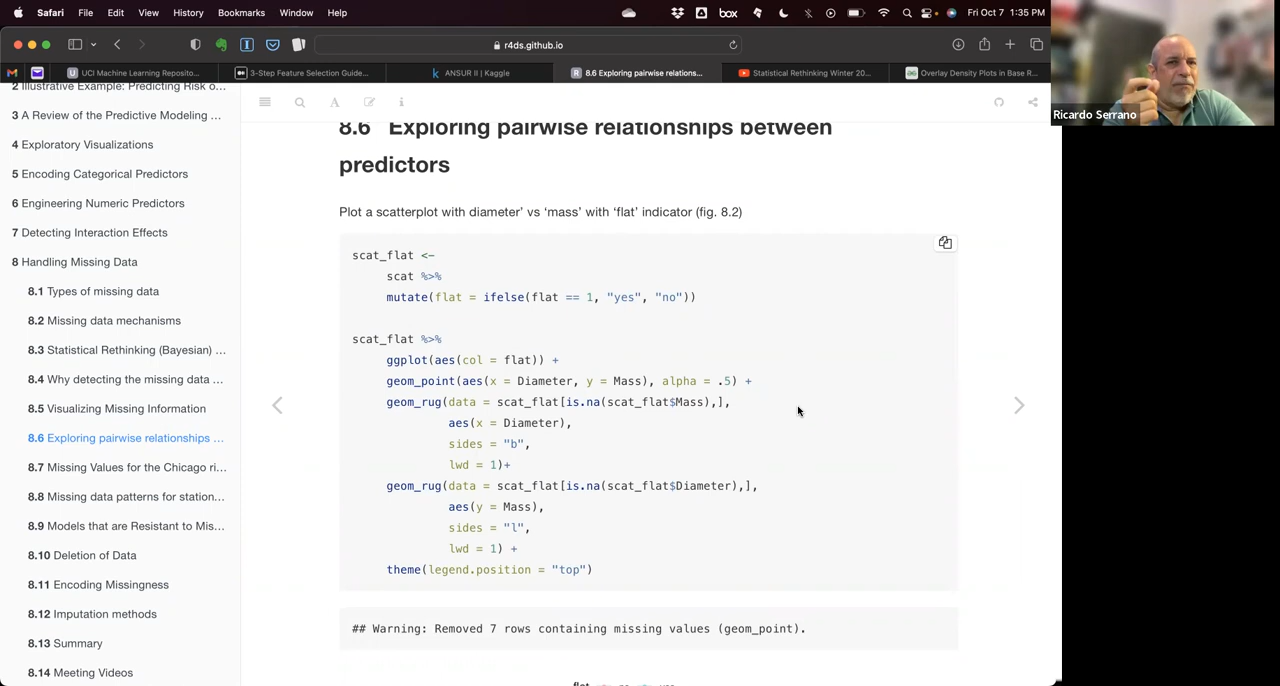 Safari File Edit View History Bookmarks Window Help
box
Fri Oct 7 1:35 PM
r4ds.github.io
UCI Machine Learning Reposito...
3-Step Feature Selection Guide...
ANSUR II | Kaggle
8.6 Exploring pairwise relations...
Statistical Rethinking Winter 20...
Overlay Density Plots in Base R...
2 Illustrative Example: Predicting Risk o...
3 A Review of the Predictive Modeling ...
4 Exploratory Visualizations
5 Encoding Categorical Predictors
6 Engineering Numeric Predictors
7 Detecting Interaction Effects
8 Handling Missing Data
8.1 Types of missing data
8.2 Missing data mechanisms
8.3 Statistical Rethinking (Bayesian) ...
8.4 Why detecting the missing data ...
8.5 Visualizing Missing Information
8.6 Exploring pairwise relationships ...
8.7 Missing Values for the Chicago ri...
8.8 Missing data patterns for station...
8.9 Models that are Resistant to Mis...
8.10 Deletion of Data
8.11 Encoding Missingness
8.12 Imputation methods
8.13 Summary
8.14 Meeting Videos
8.6 Exploring pairwise relationships between
predictors
Plot a scatterplot with diameter’ vs ‘mass’ with ‘flat’ indicator (fig. 8.2)
scat_flat <-
scat %>%
mutate(flat = ifelse(flat == 1, "yes", "no"))
scat_flat %>%
ggplot(aes(col = flat)) +
geom_point(aes(x = Diameter, y = Mass), alpha = .5) +
geom_rug(data = scat_flat[is.na(scat_flat$Mass),],
aes(x = Diameter),
sides = "b",
lwd = 1)+
geom_rug(data = scat_flat[is.na(scat_flat$Diameter),],
aes(y = Mass),
sides = "l",
lwd = 1) +
theme(legend.position = "top")
## Warning: Removed 7 rows containing missing values (geom_point).
Ricardo Serrano